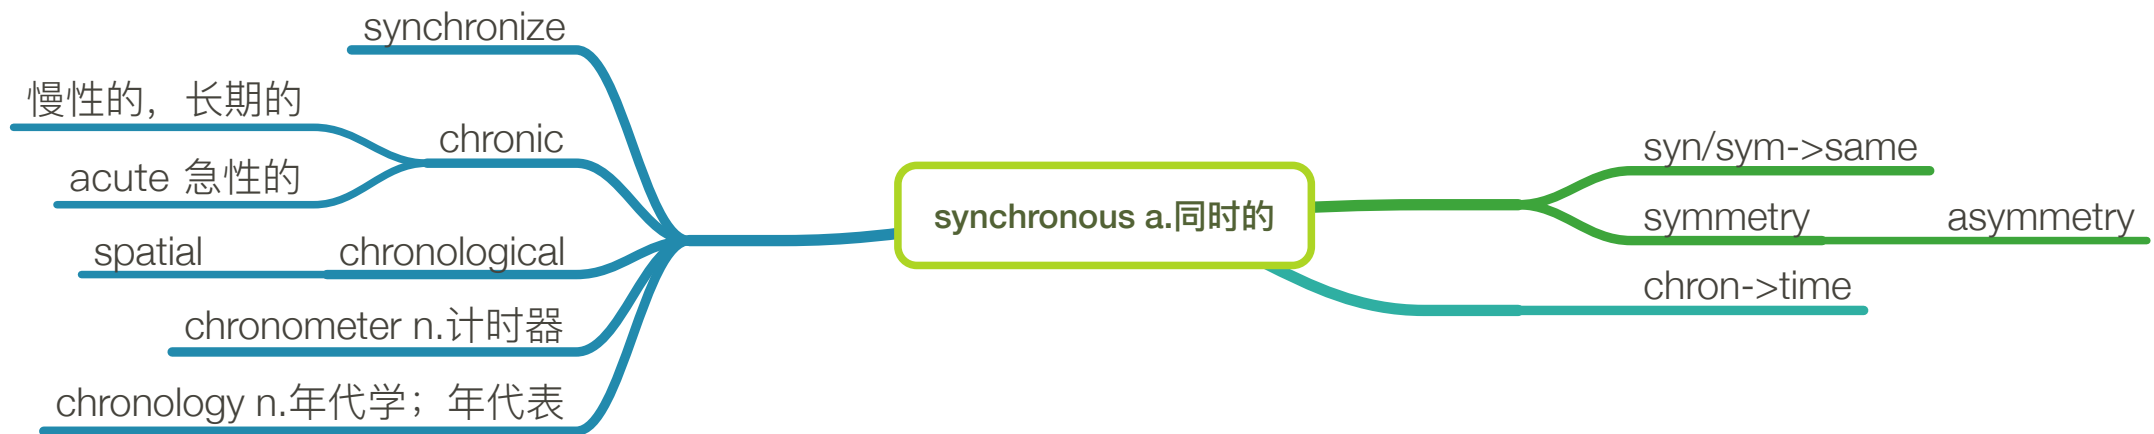 synchronize
慢性的，长期的
chronic
acute 急性的
spatial
chronological
chronometer n.计时器
chronology n.年代学；年代表
synchronous a.同时的
syn/sym->same
symmetry
asymmetry
chron->time